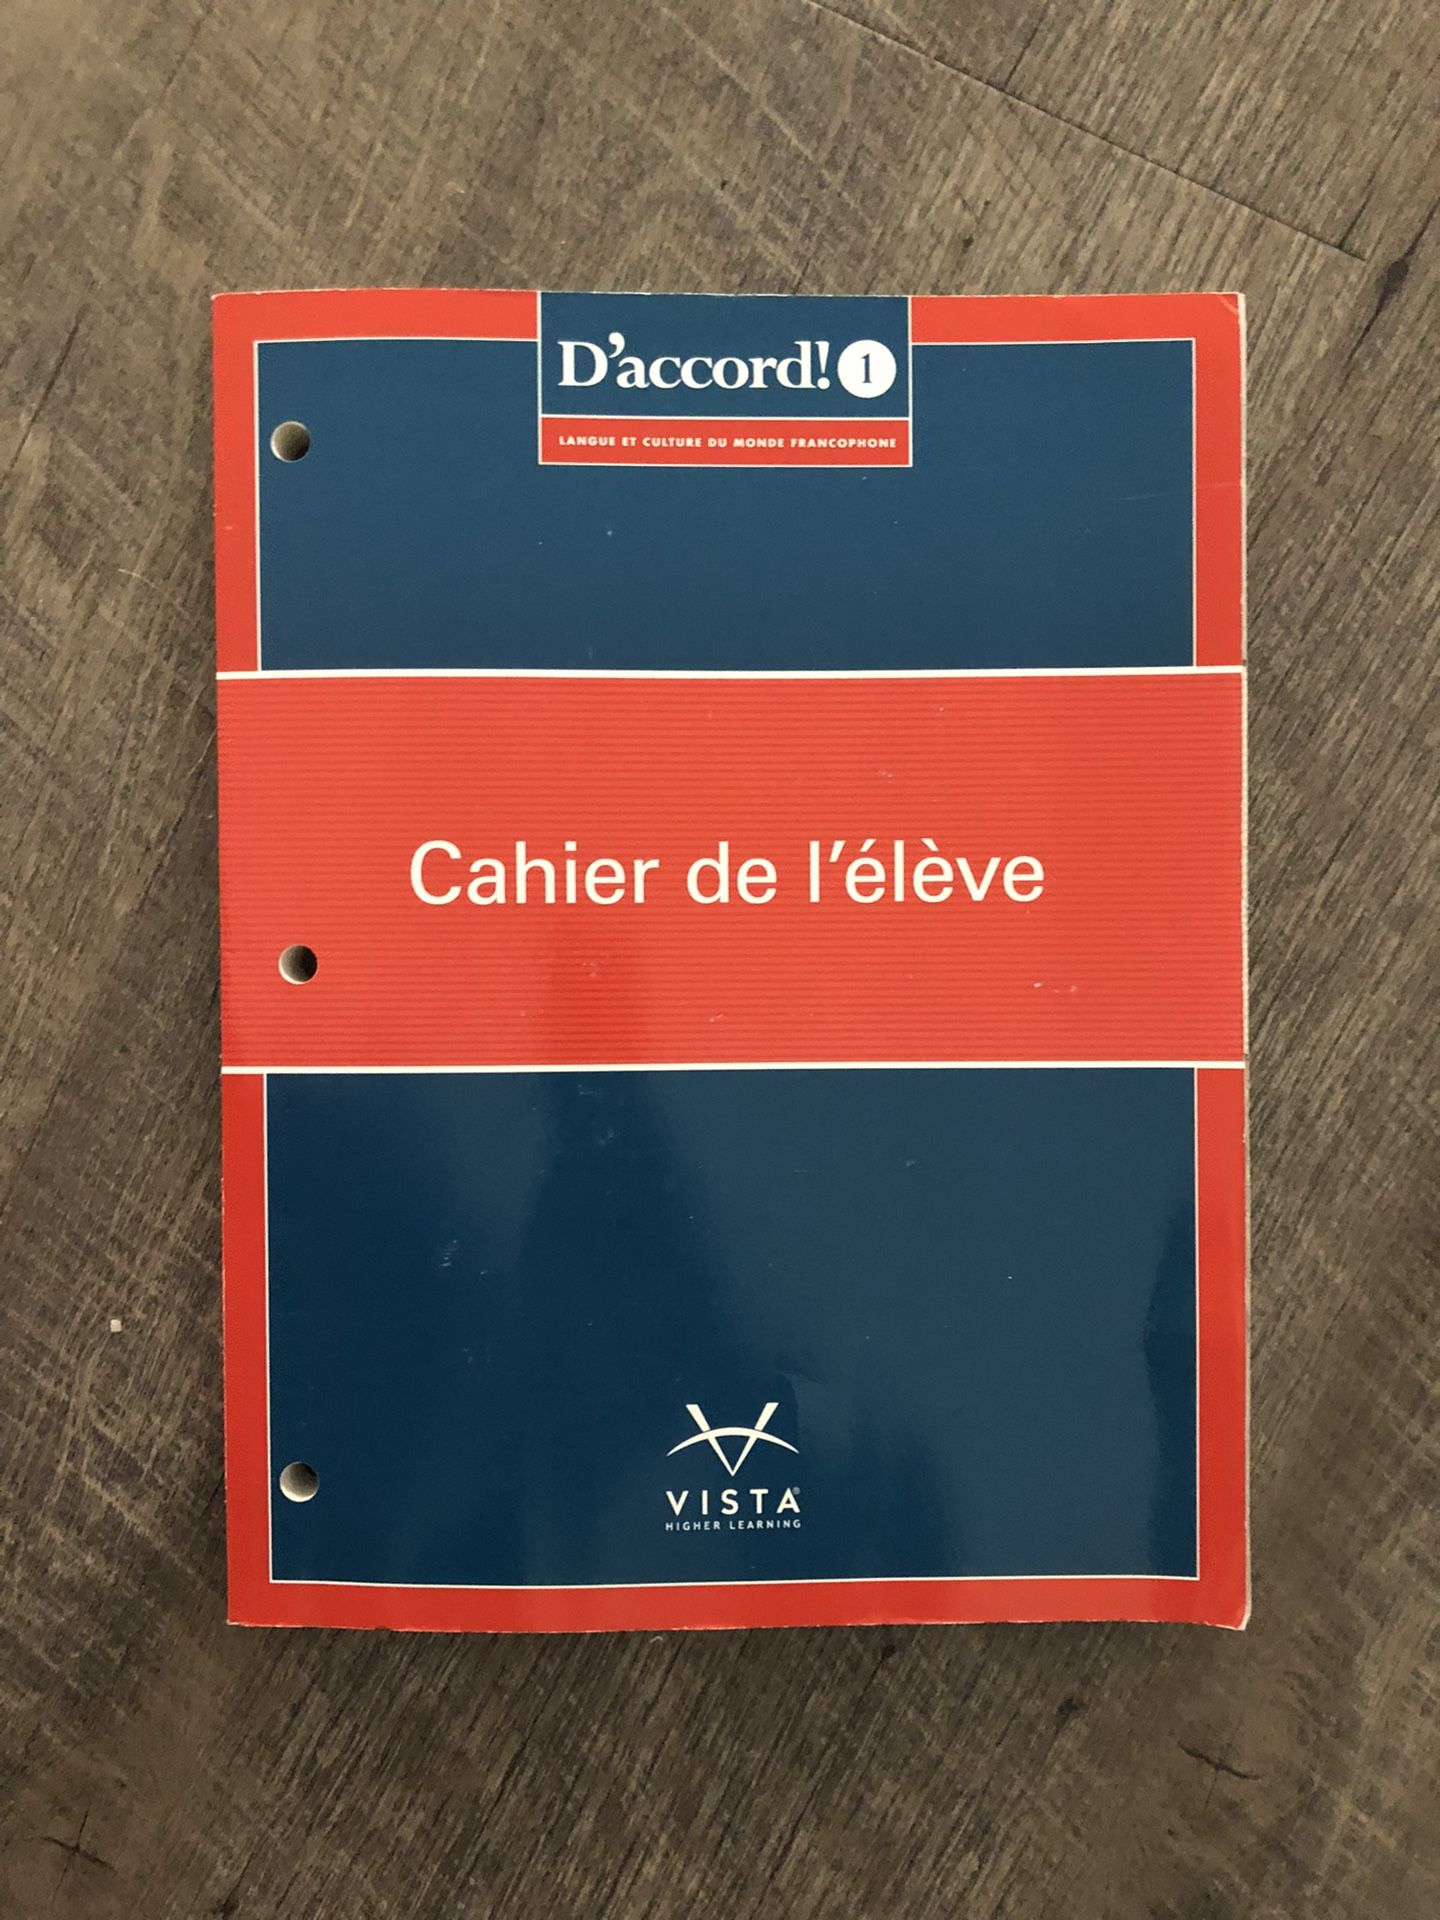 D'accord! 1
LANGUE ET CULTURE DU MONDE FRANCOPHONE
Cahier de l'élève
VISTA®
HIGHER LEARNING